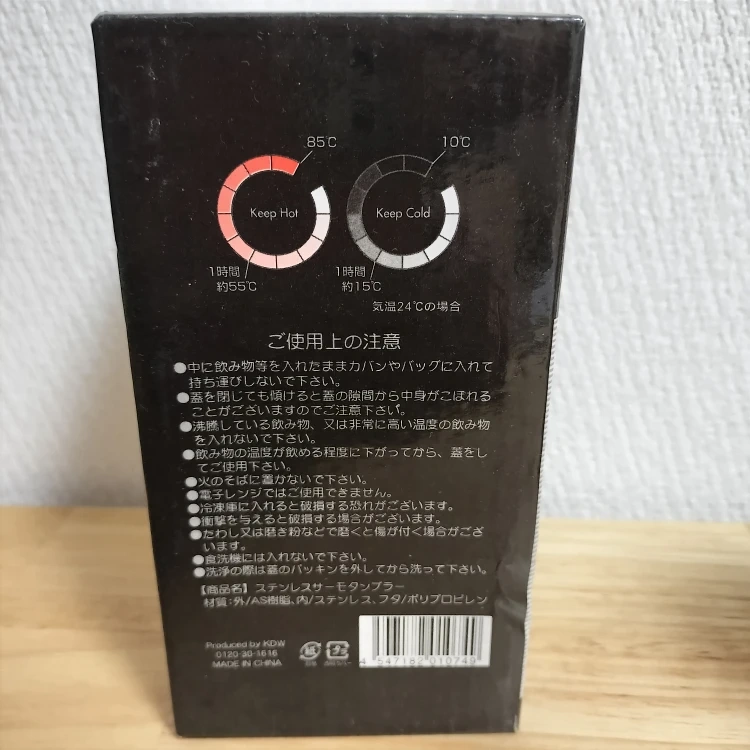 85℃
10℃
Keep Hot
Keep Cold
1時間
約55℃
1時間
約15℃
気温24℃の場合
ご使用上の注意
●中に飲み物等を入れたままカバンやバッグに入れて
持ち運びしないで下さい。
●蓋を閉じても傾けると蓋の隙間から中身がこぼれる
ことがございますのでご注意下さい。
●沸騰している飲み物、又は非常に高い温度の飲み物
を入れないで下さい。
●飲み物の温度が飲める程度に下がってから、蓋をし
てご使用下さい。
●火のそばに置かないで下さい。
●電子レンジではご使用できません。
●冷凍庫に入れると破損する恐れがございます。
●衝撃を与えると破損する場合がございます。
●たわし又は磨き粉などで磨くと傷が付く場合がござ
います。
●食洗機には入れないで下さい。
●洗浄の際は蓋のパッキンを外してから洗って下さい。
【商品名】ステンレスサーモタンブラー
材質:外/AS樹脂、内/ステンレス、フタ/ポリプロピレン
Produced by KDW
0120-30-1616
MADE IN CHINA
紙
プラ
4 547182 010749